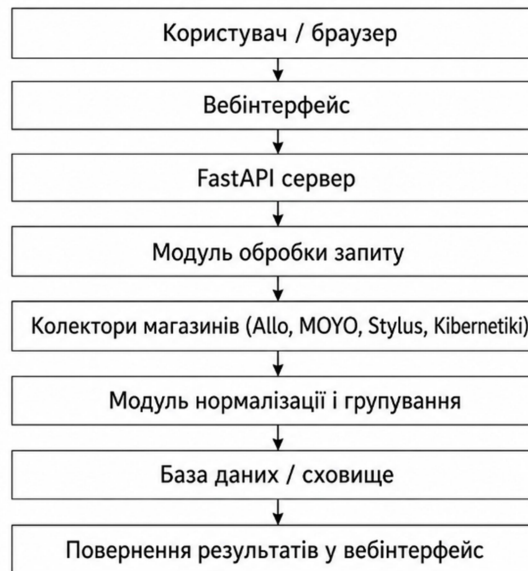 Користувач / браузер
Вебінтерфейс
FastAPI сервер
Модуль обробки запиту
Колектори магазинів (Allo, MOYO, Stylus, Kibernetiki)
Модуль нормалізації і групування
База даних / сховище
Повернення результатів у вебінтерфейс